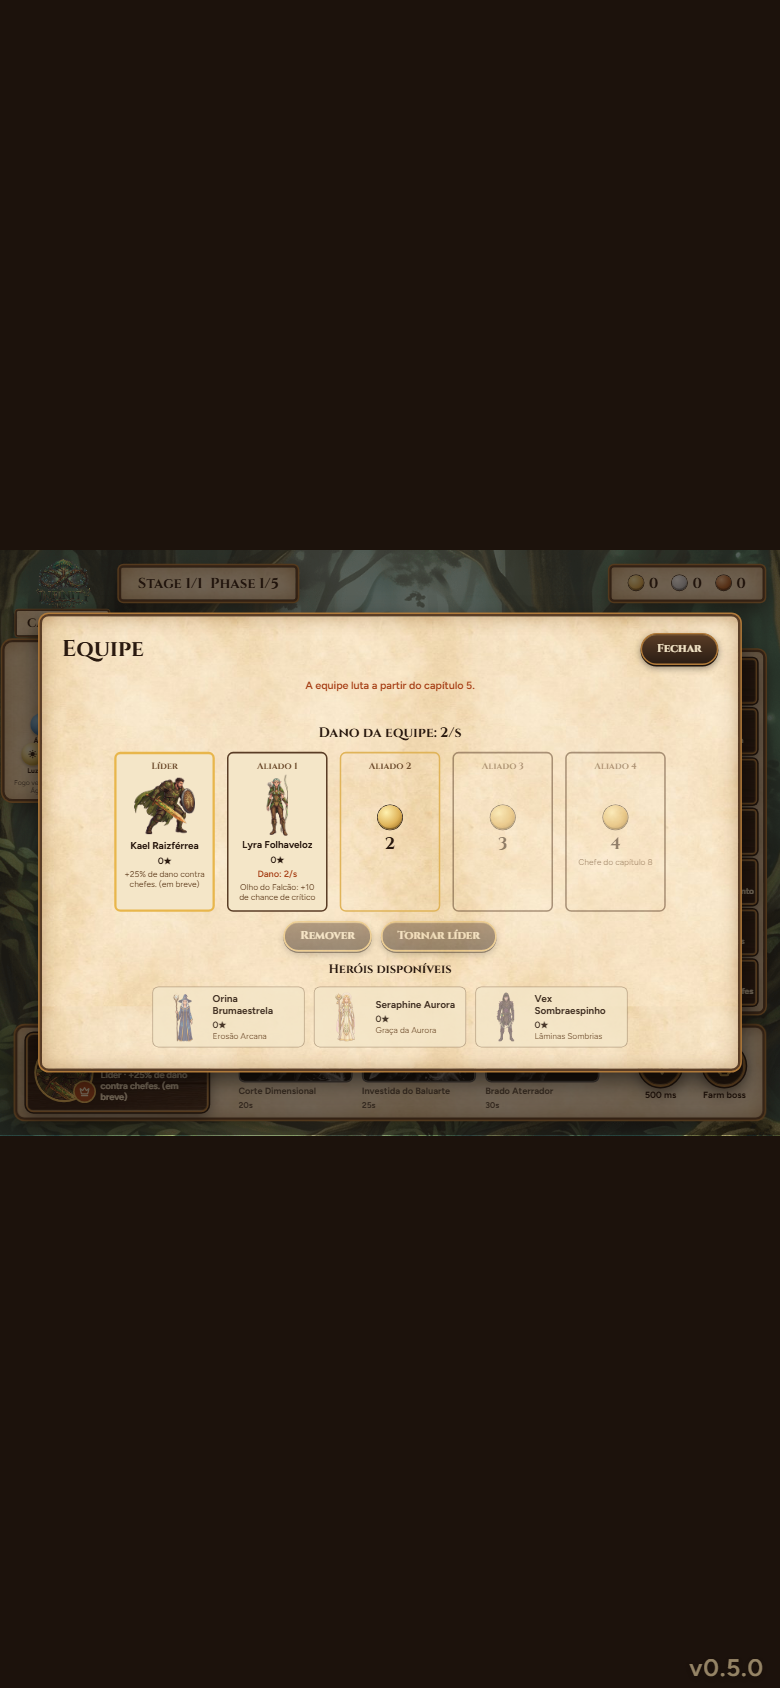 Stage 1/1 Phase 1/5
0 0 0
Equipe
Fechar
A equipe luta a partir do capítulo 5.
Dano da equipe: 2/s
Líder
Kael Raizférrea
0★
+25% de dano contra
chefes. (em breve)
Aliado 1
Lyra Folhaveloz
0★
Dano: 2/s
Olho do Falcão: +10
de chance de crítico
Aliado 2
2
Aliado 3
3
Aliado 4
4
Chefe do capítulo 8
Remover
Tornar líder
Heróis disponíveis
Orina
Brumaestrela
0★
Erosão Arcana
Seraphine Aurora
0★
Graça da Aurora
Vex
Sombraespinho
0★
Lâminas Sombrias
Líder · +25% de dano
contra chefes. (em
breve)
Corte Dimensional
20s
Investida do Baluarte
25s
Brado Aterrador
30s
500 ms
Farm boss
v0.5.0